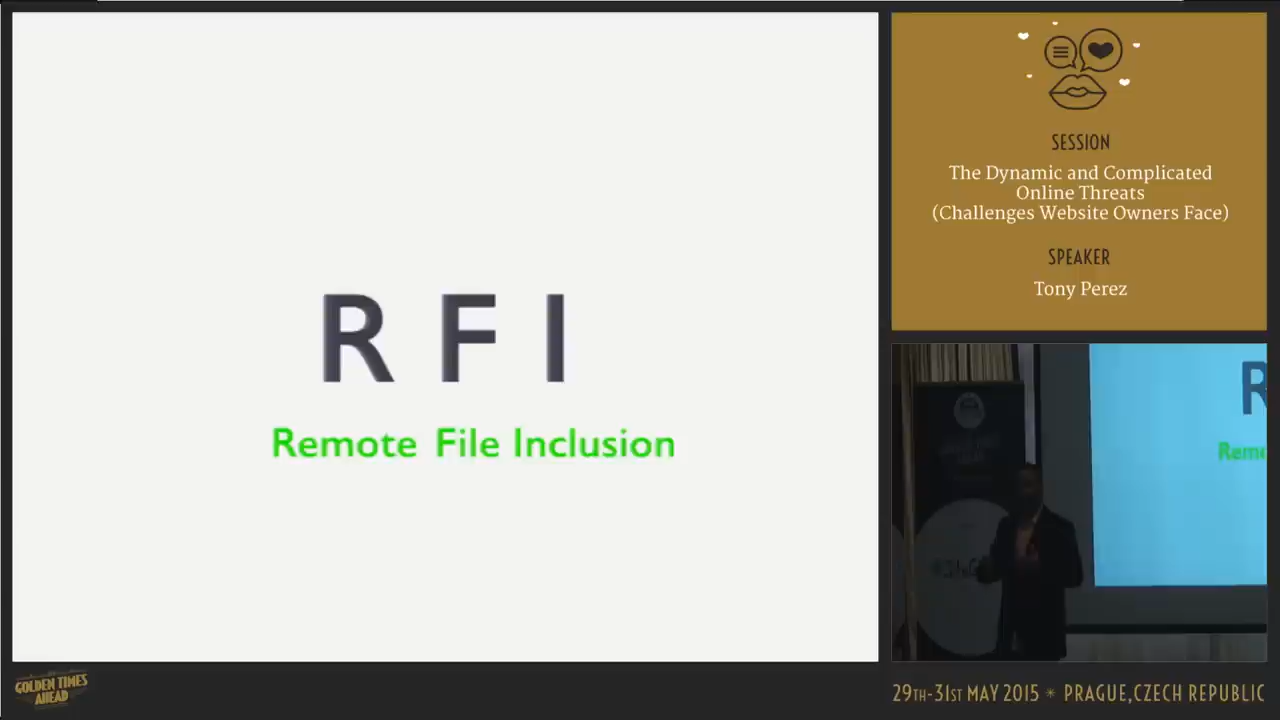 R F I
Remote File Inclusion
SESSION
The Dynamic and Complicated
Online Threats
(Challenges Website Owners Face)
SPEAKER
Tony Perez
R
Remo
GOLDEN TIMES
AHEAD
29TH-31ST MAY 2015 * PRAGUE, CZECH REPUBLIC